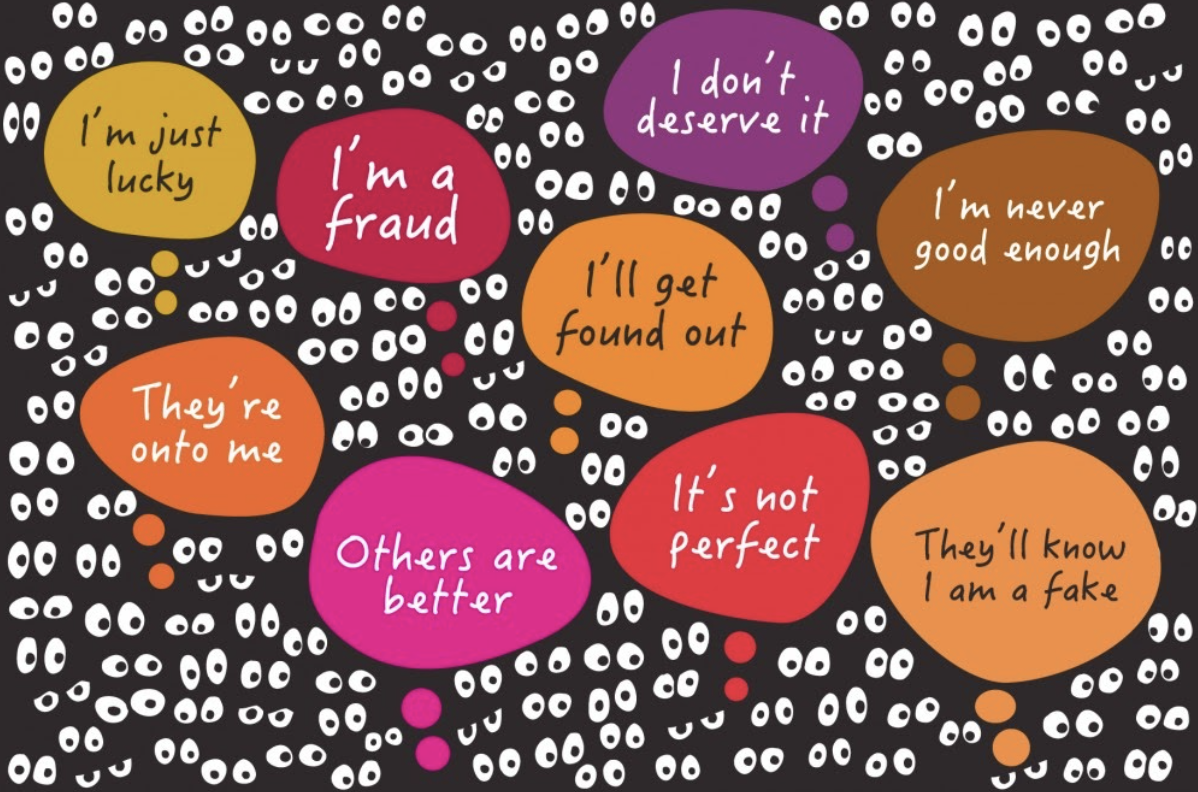 I'm just
lucky
I'm a
fraud
I don't
deserve it
I'm never
good enough
I'll get
found out
They're
onto me
Others are
better
It's not
perfect
They'll know
I am a fake